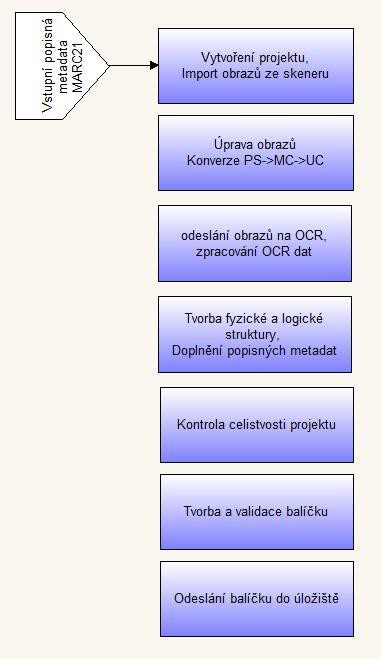 Vstupní popisná
metadata
MARC21
Vytvoření projektu,
Import obrazů ze skeneru
Úprava obrazů
Konverze PS->MC->UC
odeslání obrazů na OCR,
zpracování OCR dat
Tvorba fyzické a logické
struktury,
Doplnění popisných metadat
Kontrola celistvosti projektu
Tvorba a validace balíčku
Odeslání balíčku do úložiště